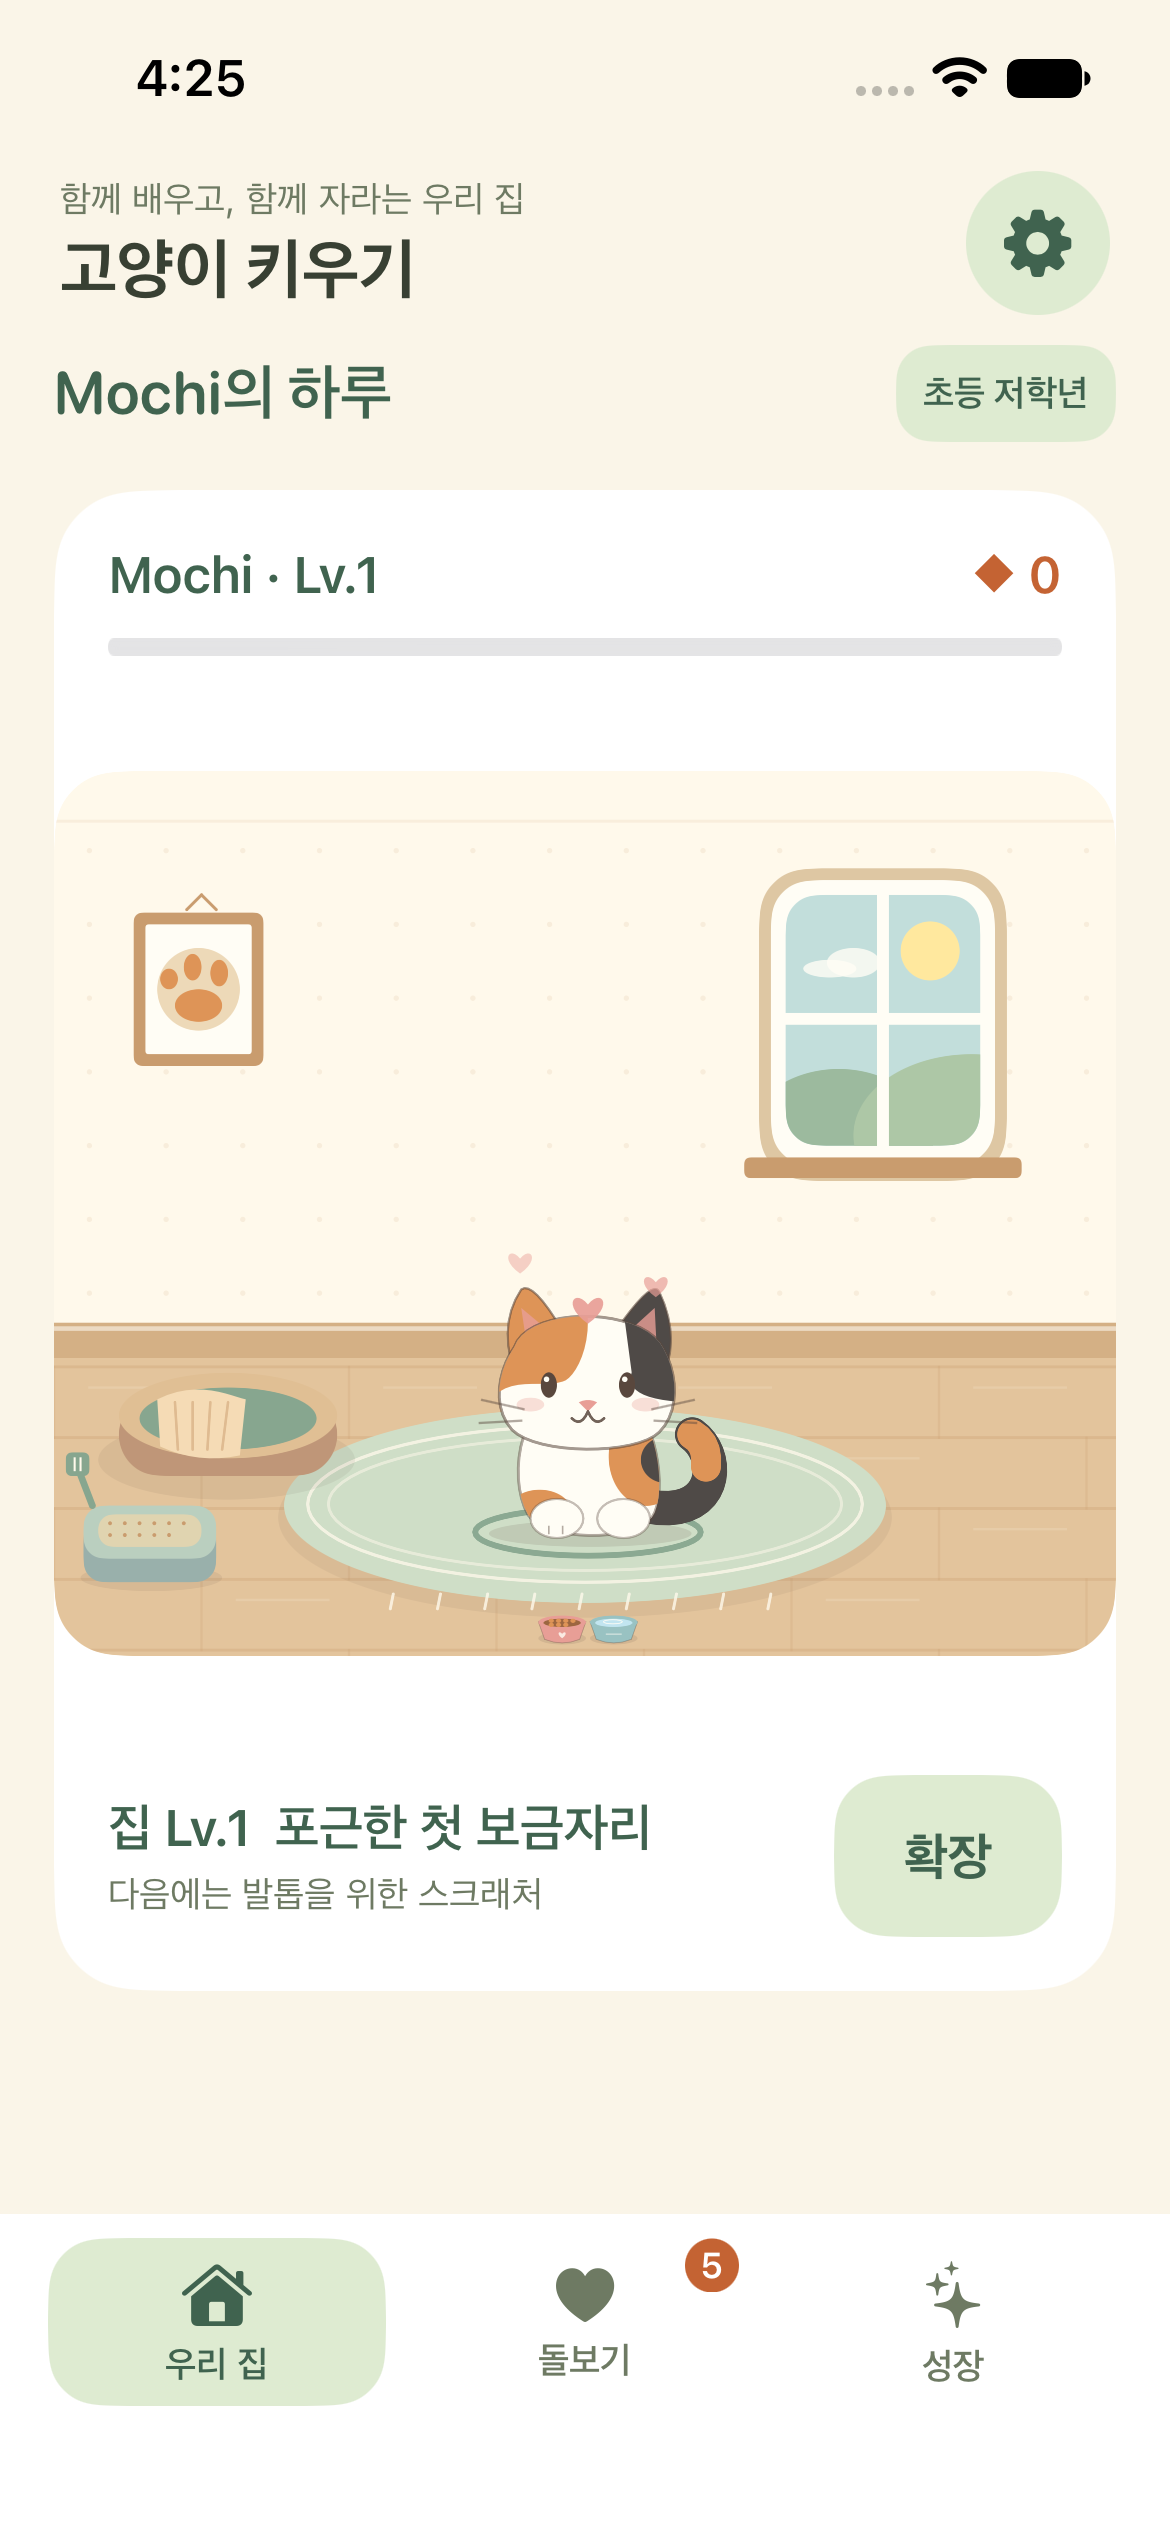 4:25
함께 배우고, 함께 자라는 우리 집
고양이 키우기
Mochi의 하루
초등 저학년
Mochi · Lv.1
0
집 Lv.1 포근한 첫 보금자리
다음에는 발톱을 위한 스크래처
확장
5
우리 집
돌보기
성장